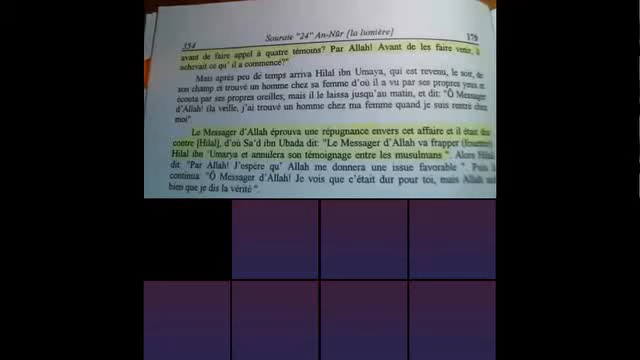 354 Sourate "24" An-Nûr [la lumière] 179
avant de faire appel à quatre témoins? Par Allah! Avant de les faire venir, il
achevait ce qu' il a commencé?"
Mais après peu de temps arriva Hilal ibn Umaya, qui est revenu, le soir, de
son champ et trouve un homme chez sa femme d'où il a vu par ses propres yeux et
écouta par ses propres oreilles, mais il le laissa jusqu'au matin, et dit: "Ô Messager
d'Allah! (la veille, j'ai trouvé un homme chez ma femme quand je suis rentré chez
moi"
Le Messager d'Allah éprouva une répugnance envers cet affaire et il était dur
contre [Hilal], d'où Sa'd ibn Ubada dit: "Le Messager d'Allah va frapper (fouetter)
Hilal ibn 'Umarya et annulera son témoignage entre les musulmans ". Alors Hilal
dit: "Par Allah! J'espère qu' Allah me donnera une issue favorable ". Puis il
continua: "Ô Messager d'Allah! Je vois que c'était dur pour toi, mais Allah sait
bien que je dis la vérité ".